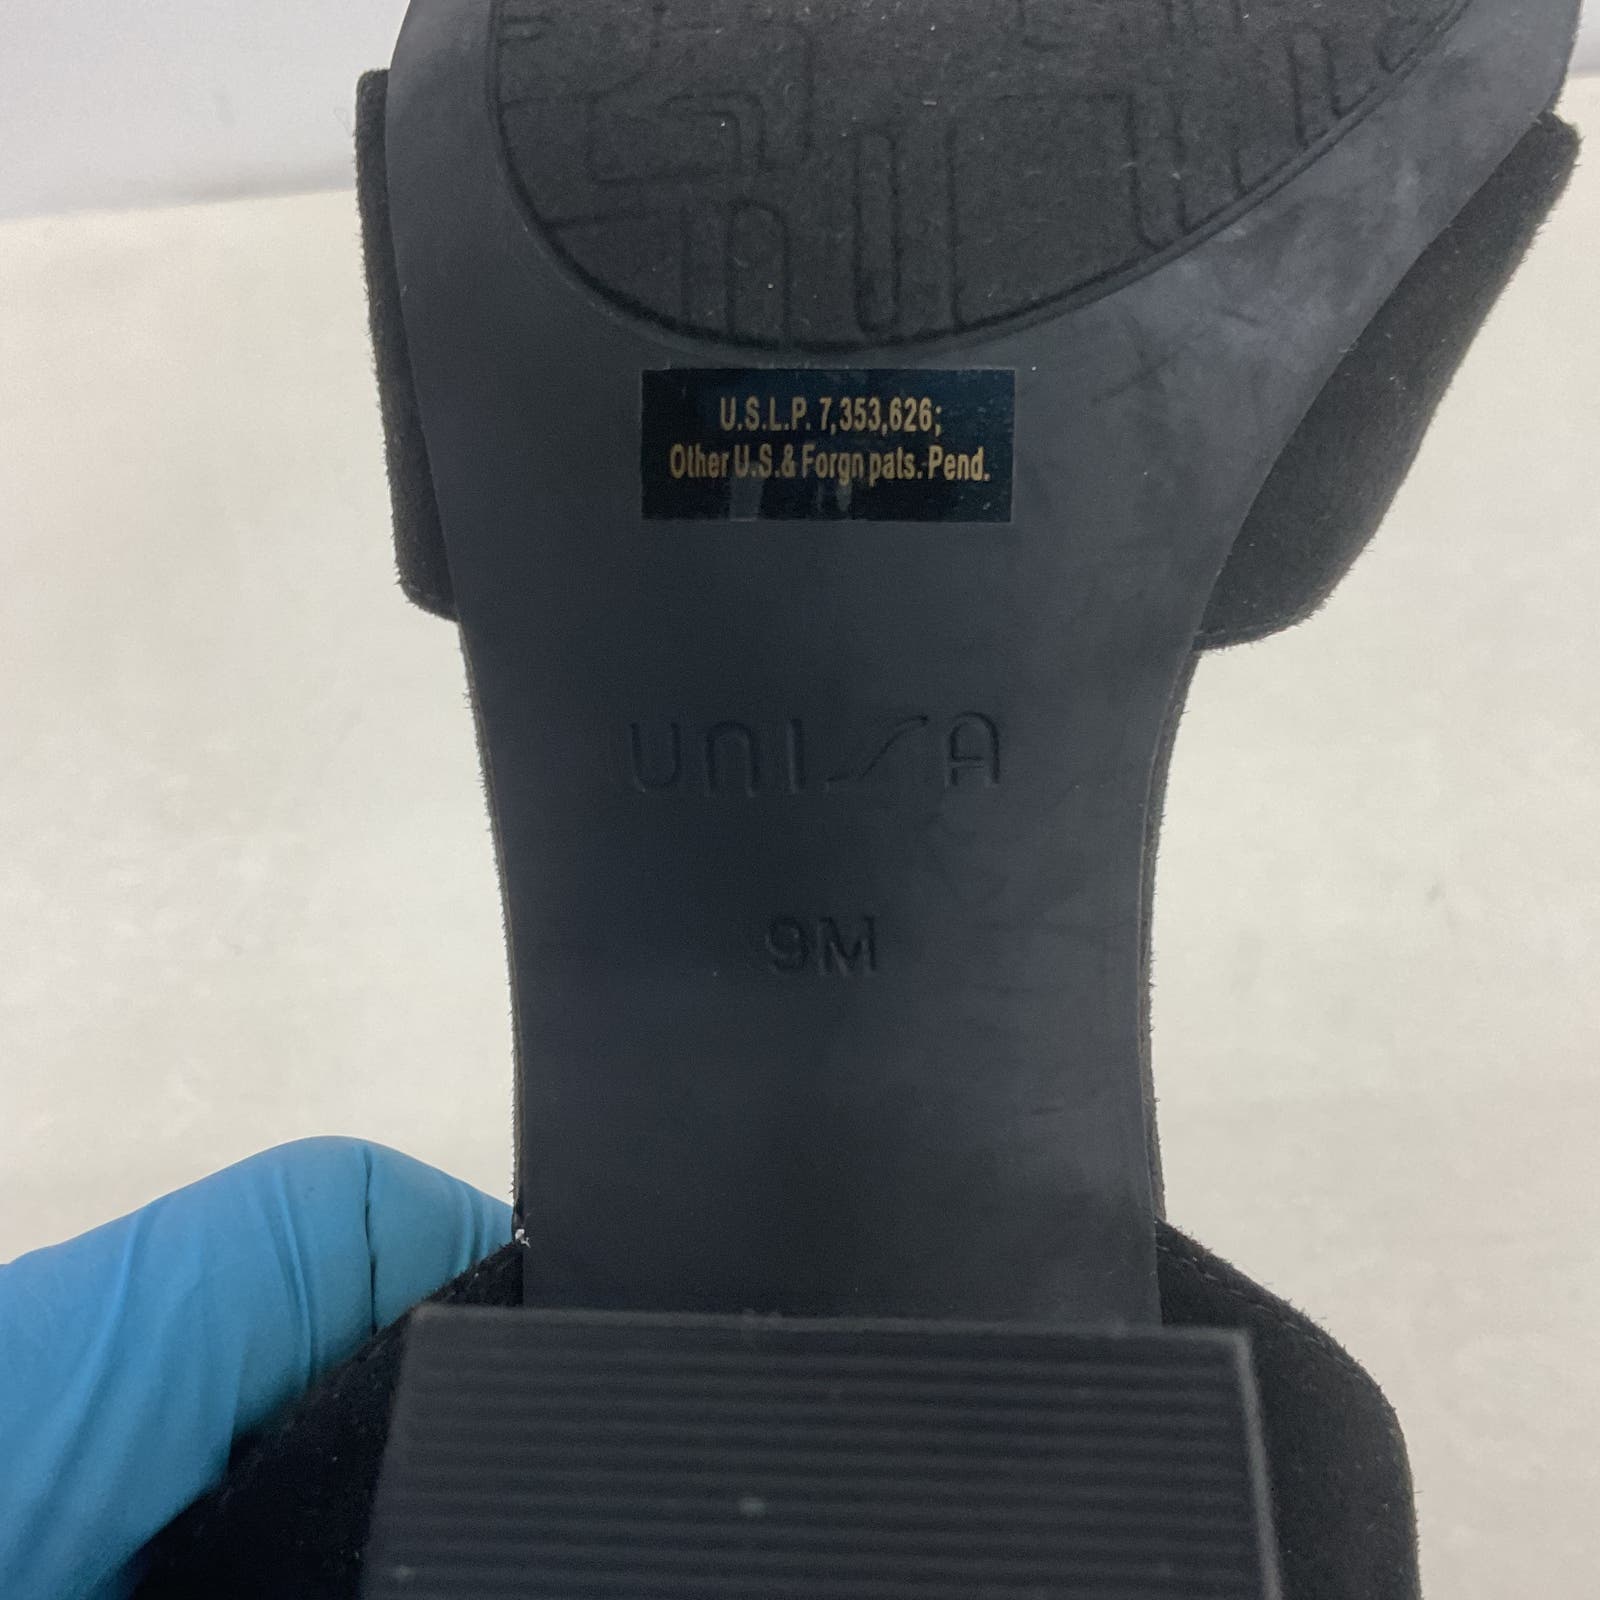 U.S.L.P. 7,353,626;
Other U.S.& Forgn pats. Pend.
UNISA
9M